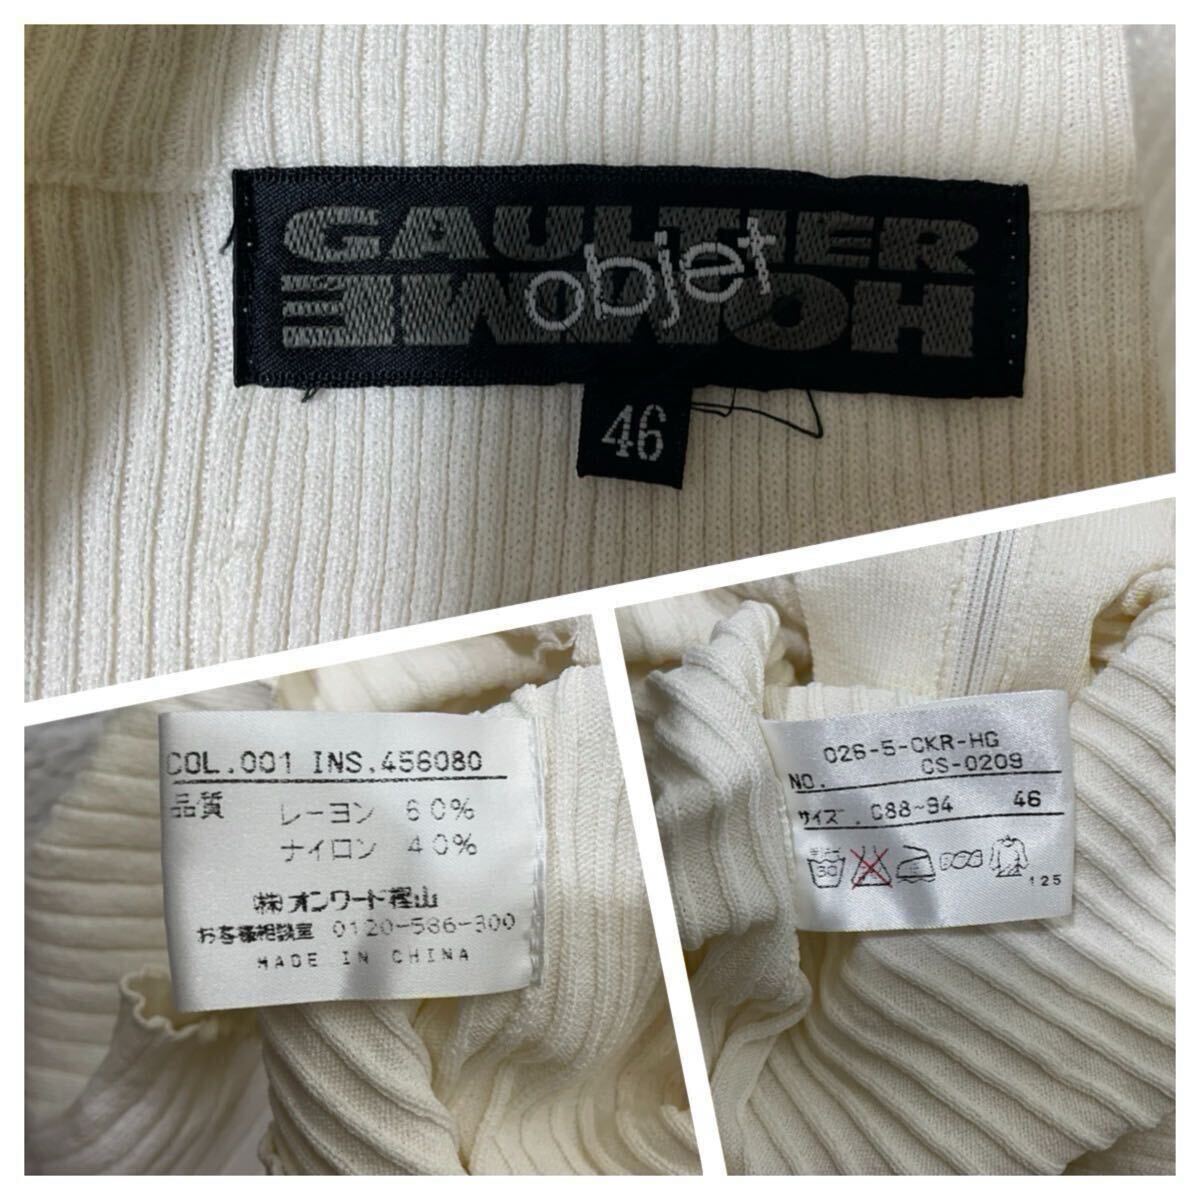 GAULTIER
objet
HOMME
46
COL.001 INS.456080
品質 レーヨン 60%
ナイロン 40%
(株)オンワード樫山
お客様相談室 0120-586-300
MADE IN CHINA
026-5-CKR-HG
NO. CS-0209
サイズ. C88~94 46
30
125